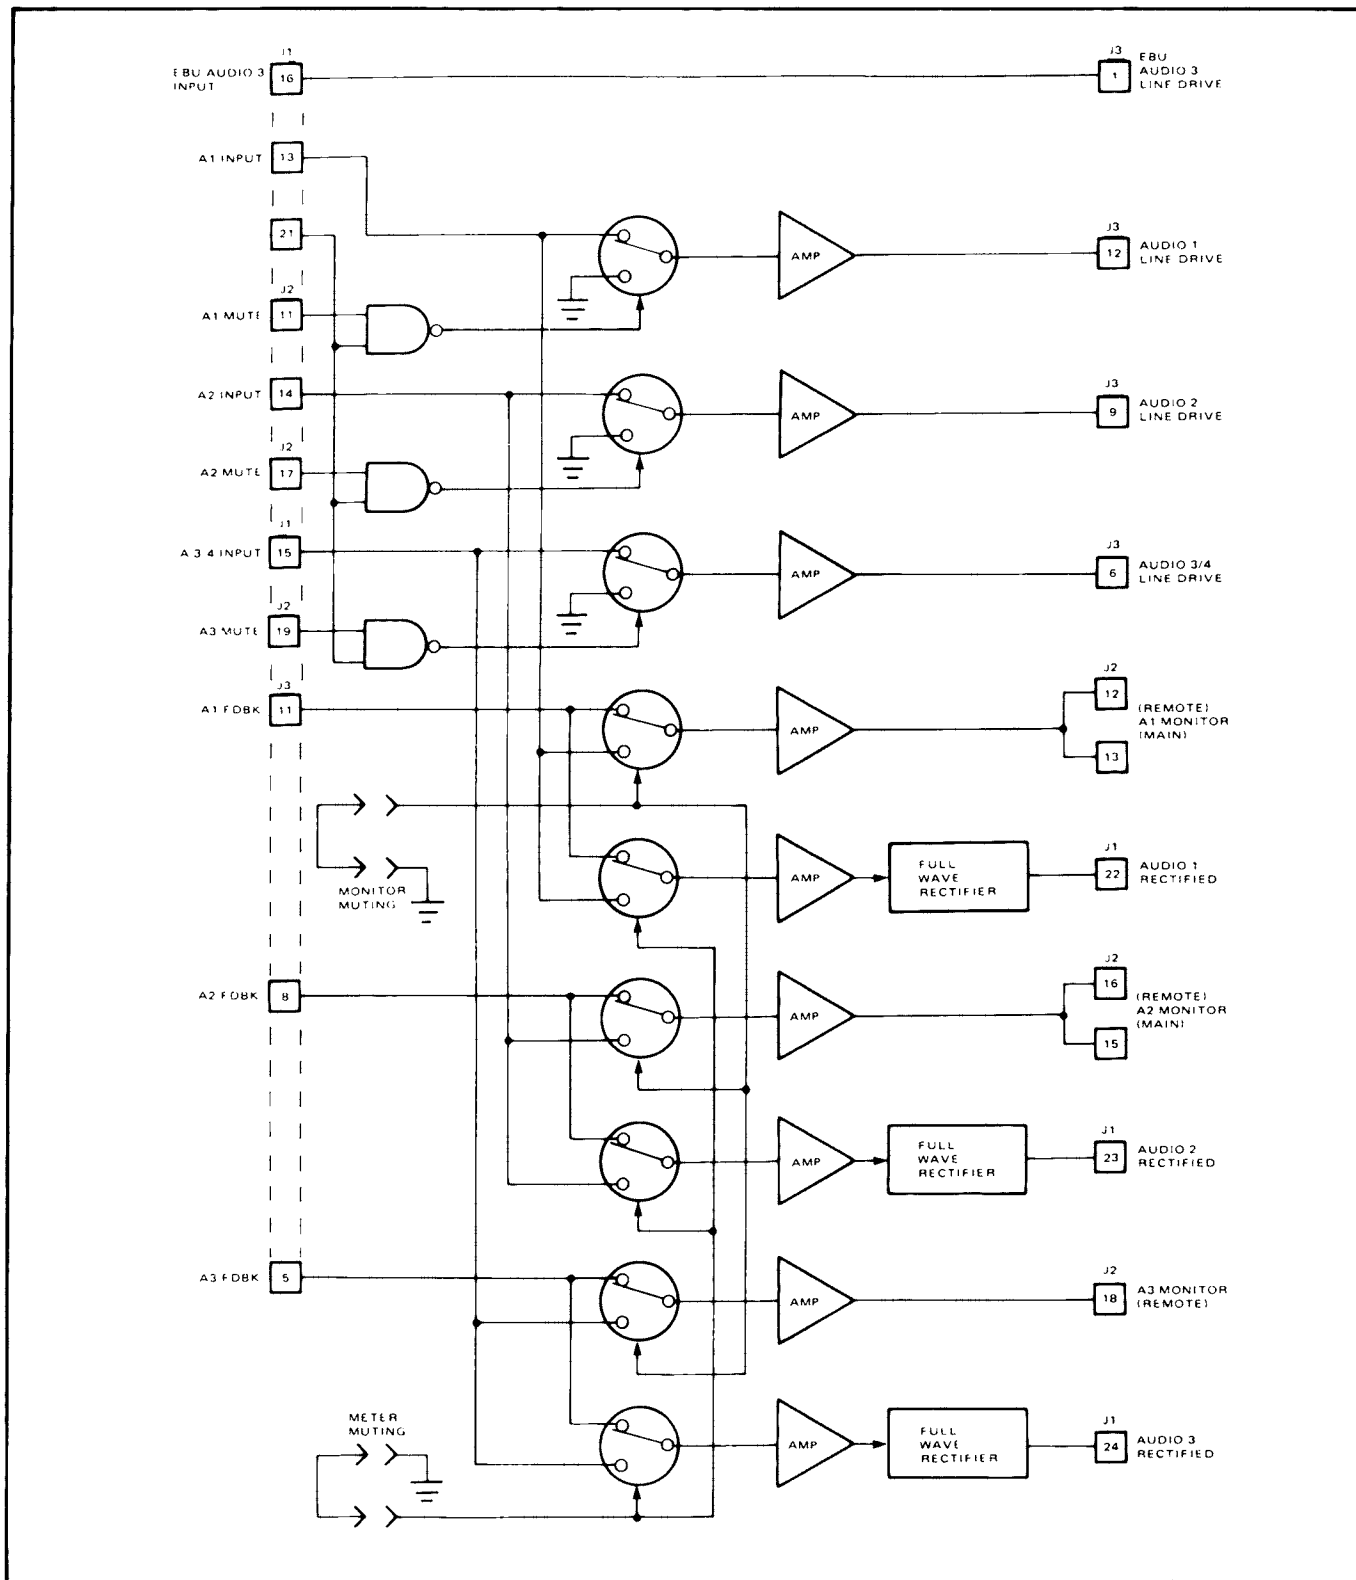 J1
EBU AUDIO 3
INPUT
16
J3
1
EBU
AUDIO 3
LINE DRIVE
A1 INPUT
13
21
AMP
J3
12
AUDIO 1
LINE DRIVE
J2
A1 MUTE
11
A2 INPUT
14
AMP
J3
9
AUDIO 2
LINE DRIVE
J2
A2 MUTE
17
J1
A 3 4 INPUT
15
AMP
J3
6
AUDIO 3/4
LINE DRIVE
J2
A3 MUTE
19
J3
A1 FDBK
11
AMP
J2
12
13
(REMOTE)
A1 MONITOR
(MAIN)
MONITOR
MUTING
AMP
FULL
WAVE
RECTIFIER
J1
22
AUDIO 1
RECTIFIED
A2 FDBK
8
AMP
J2
16
15
(REMOTE)
A2 MONITOR
(MAIN)
AMP
FULL
WAVE
RECTIFIER
J1
23
AUDIO 2
RECTIFIED
A3 FDBK
5
AMP
J2
18
A3 MONITOR
(REMOTE)
METER
MUTING
AMP
FULL
WAVE
RECTIFIER
J1
24
AUDIO 3
RECTIFIED